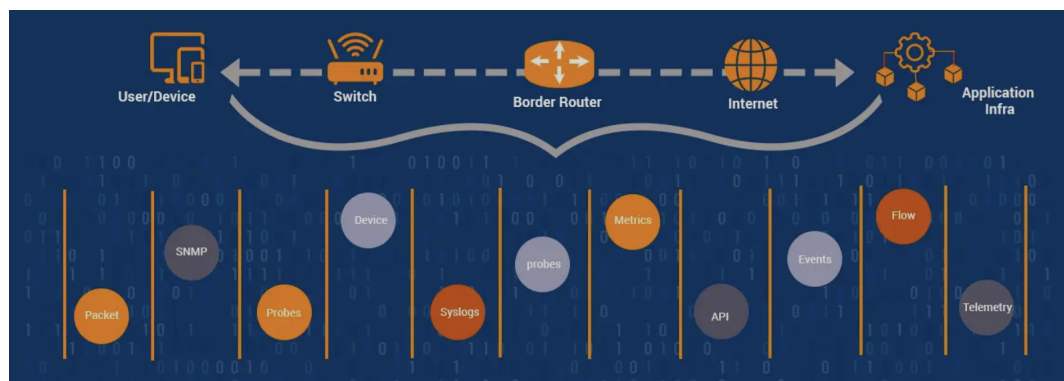 User/Device
Switch
Border Router
Internet
Application
Infra
Packet
SNMP
Probes
Device
Syslogs
probes
Metrics
API
Events
Flow
Telemetry